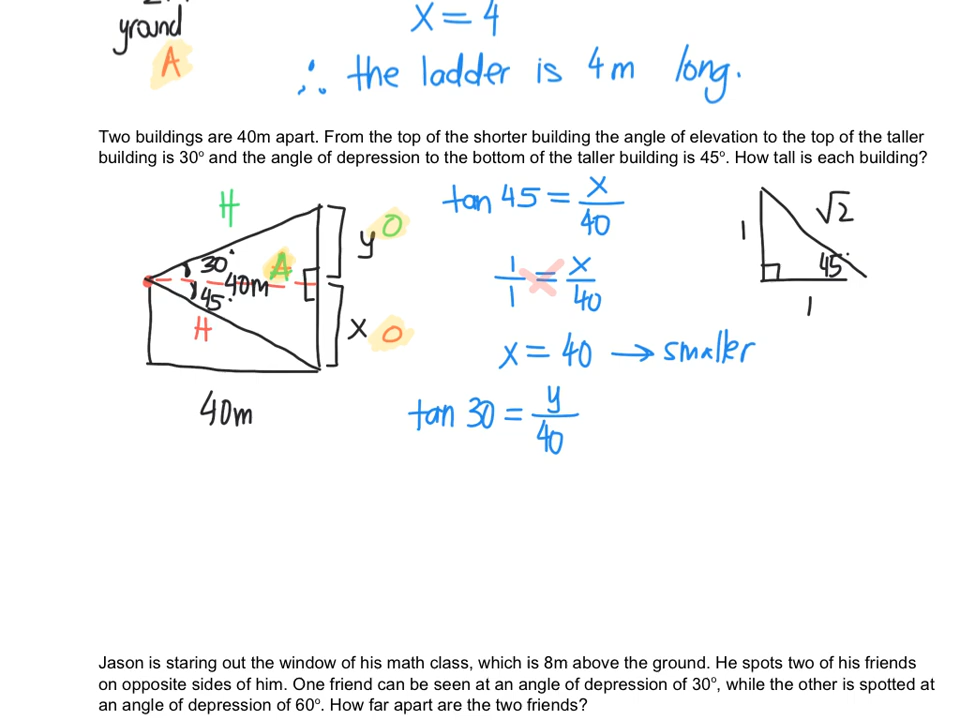 ground
A
x = 4
∴ the ladder is 4m long.
Two buildings are 40m apart. From the top of the shorter building the angle of elevation to the top of the taller
building is 30° and the angle of depression to the bottom of the taller building is 45°. How tall is each building?
H
30°
A
40m
45°
H
y O
x O
40m
tan 45 = x/40
1/1 = x/40
x = 40 → smaller
tan 30 = y/40
1
√2
45°
1
Jason is staring out the window of his math class, which is 8m above the ground. He spots two of his friends
on opposite sides of him. One friend can be seen at an angle of depression of 30°, while the other is spotted at
an angle of depression of 60°. How far apart are the two friends?